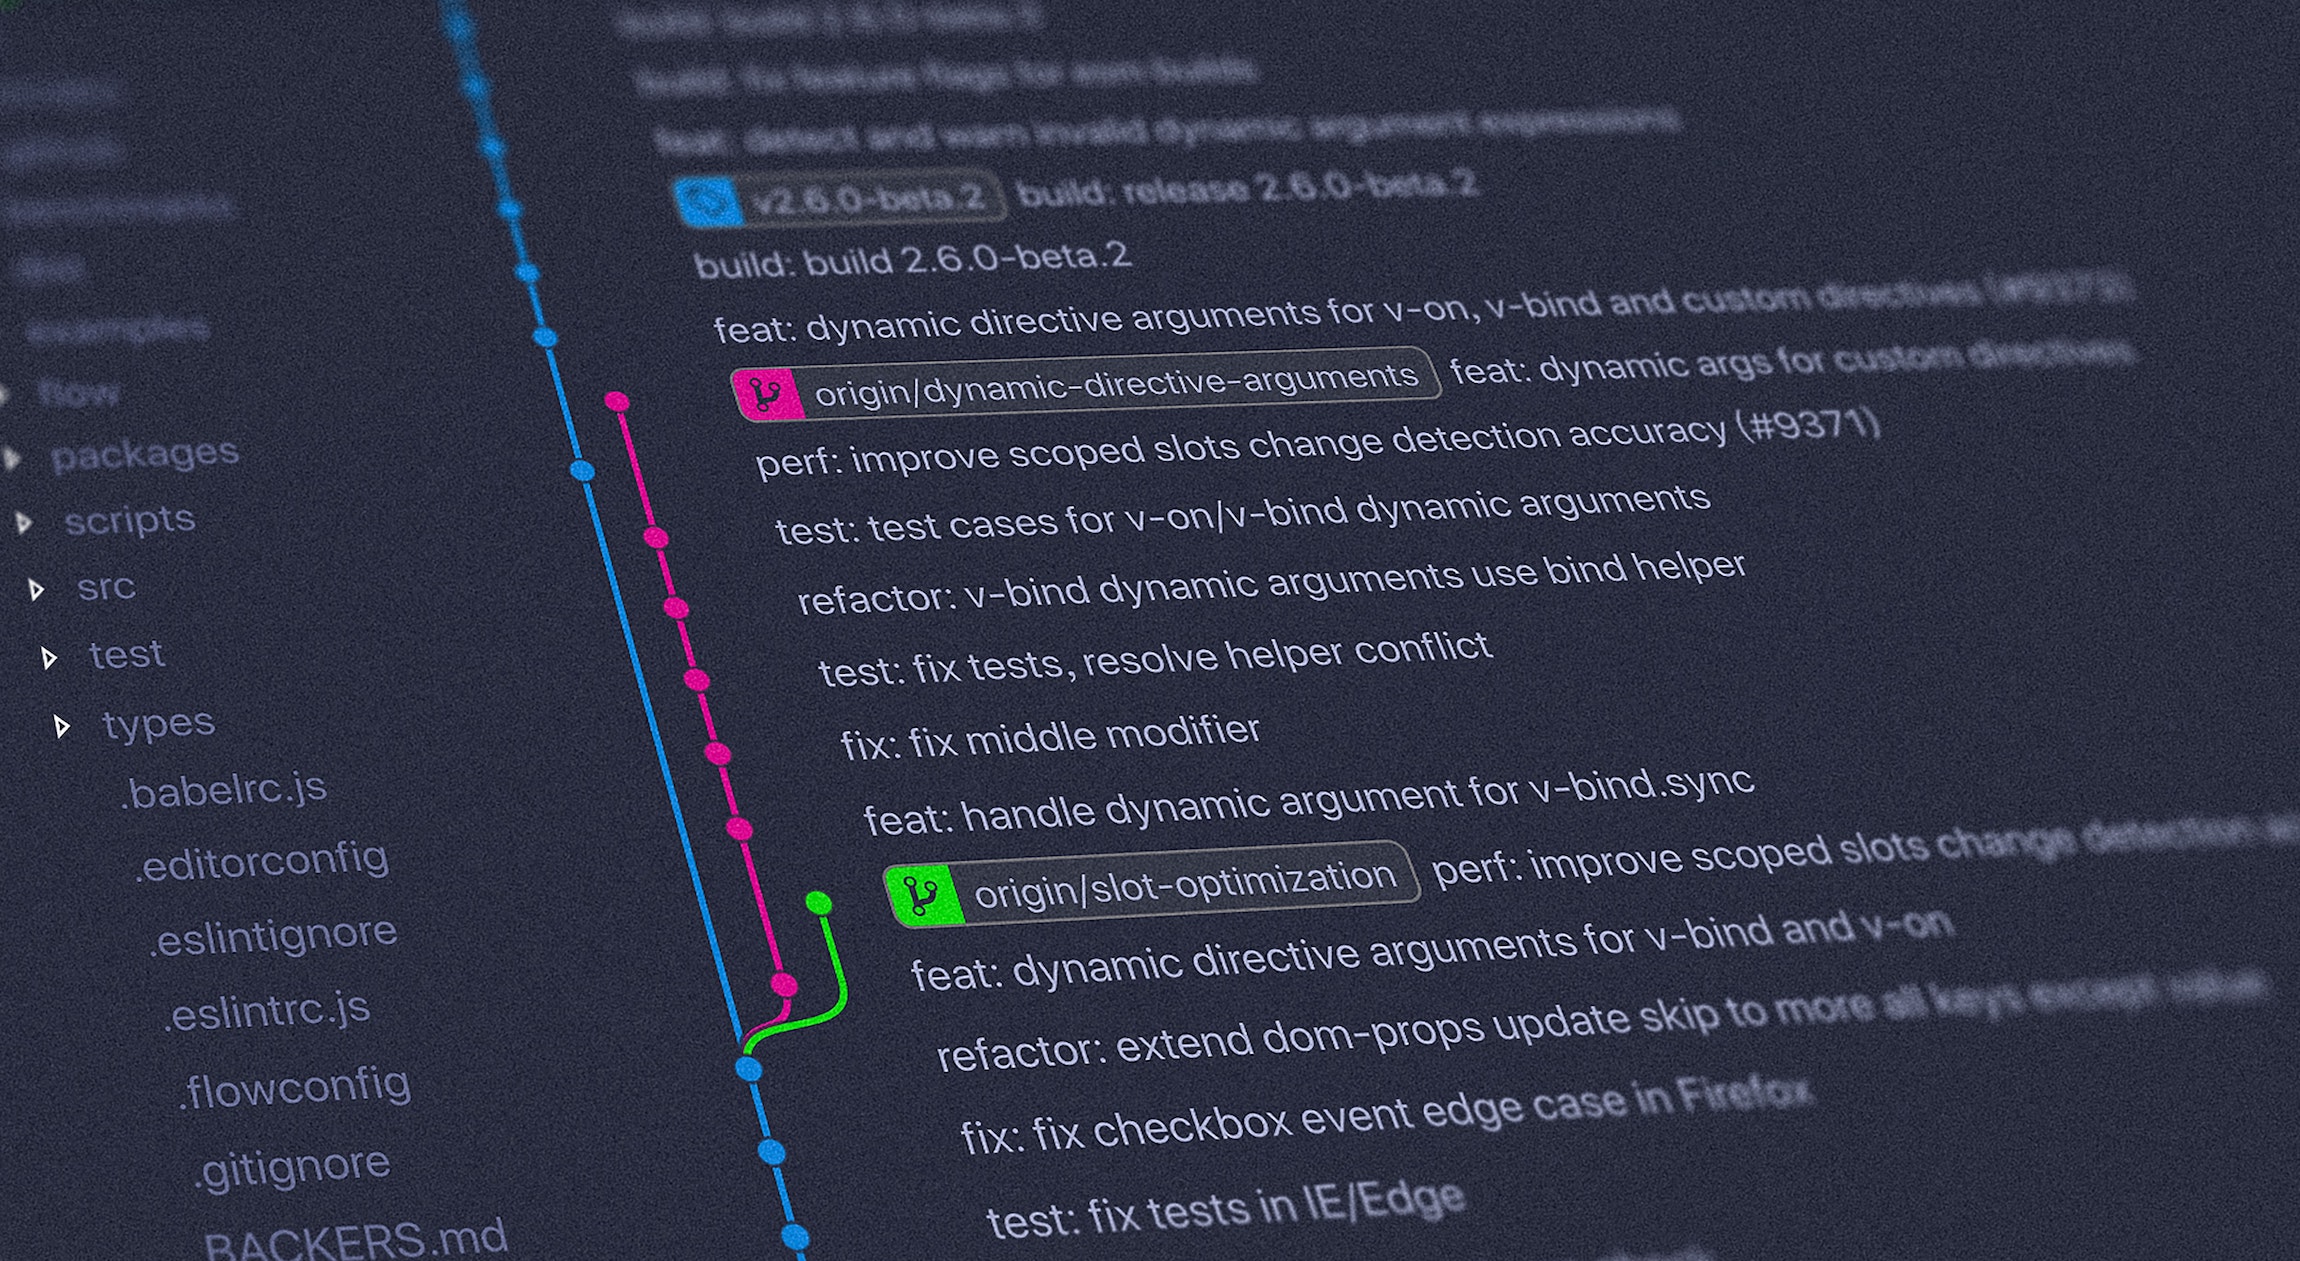 build: fix feature flags for esm builds
feat: detect and warn invalid dynamic argument expressions
v2.6.0-beta.2 build: release 2.6.0-beta.2
build: build 2.6.0-beta.2
feat: dynamic directive arguments for v-on, v-bind and custom directives (#9373)
origin/dynamic-directive-arguments feat: dynamic args for custom directives
perf: improve scoped slots change detection accuracy (#9371)
test: test cases for v-on/v-bind dynamic arguments
refactor: v-bind dynamic arguments use bind helper
test: fix tests, resolve helper conflict
fix: fix middle modifier
feat: handle dynamic argument for v-bind.sync
origin/slot-optimization perf: improve scoped slots change detection
feat: dynamic directive arguments for v-bind and v-on
refactor: extend dom-props update skip to more all keys except value
fix: fix checkbox event edge case in Firefox
test: fix tests in IE/Edge
examples
flow
packages
scripts
src
test
types
.babelrc.js
.editorconfig
.eslintignore
.eslintrc.js
.flowconfig
.gitignore
BACKERS.md